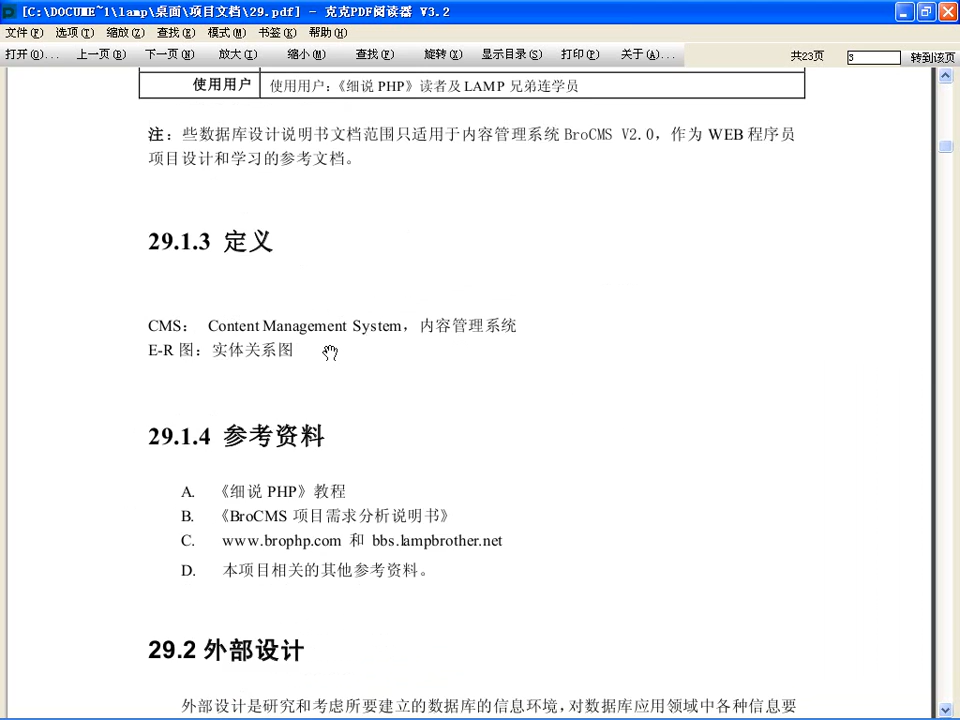 [C:\DOCUME~1\lamp\桌面\项目文档\29.pdf] - 克克PDF阅读器 V3.2
文件(F) 选项(T) 缩放(Z) 查找(E) 模式(M) 书签(K) 帮助(H)
打开(O)... 上一页(B) 下一页(N) 放大(I) 缩小(M) 查找(F) 旋转(X) 显示目录(S) 打印(P) 关于(A)... 共23页 3 转到该页
使用用户 使用用户：《细说 PHP》读者及 LAMP 兄弟连学员
注：些数据库设计说明书文档范围只适用于内容管理系统 BroCMS V2.0，作为 WEB 程序员
项目设计和学习的参考文档。
29.1.3 定义
CMS： Content Management System，内容管理系统
E-R 图：实体关系图
29.1.4 参考资料
A. 《细说 PHP》教程
B. 《BroCMS 项目需求分析说明书》
C. www.brophp.com 和 bbs.lampbrother.net
D. 本项目相关的其他参考资料。
29.2 外部设计
外部设计是研究和考虑所要建立的数据库的信息环境，对数据库应用领域中各种信息要